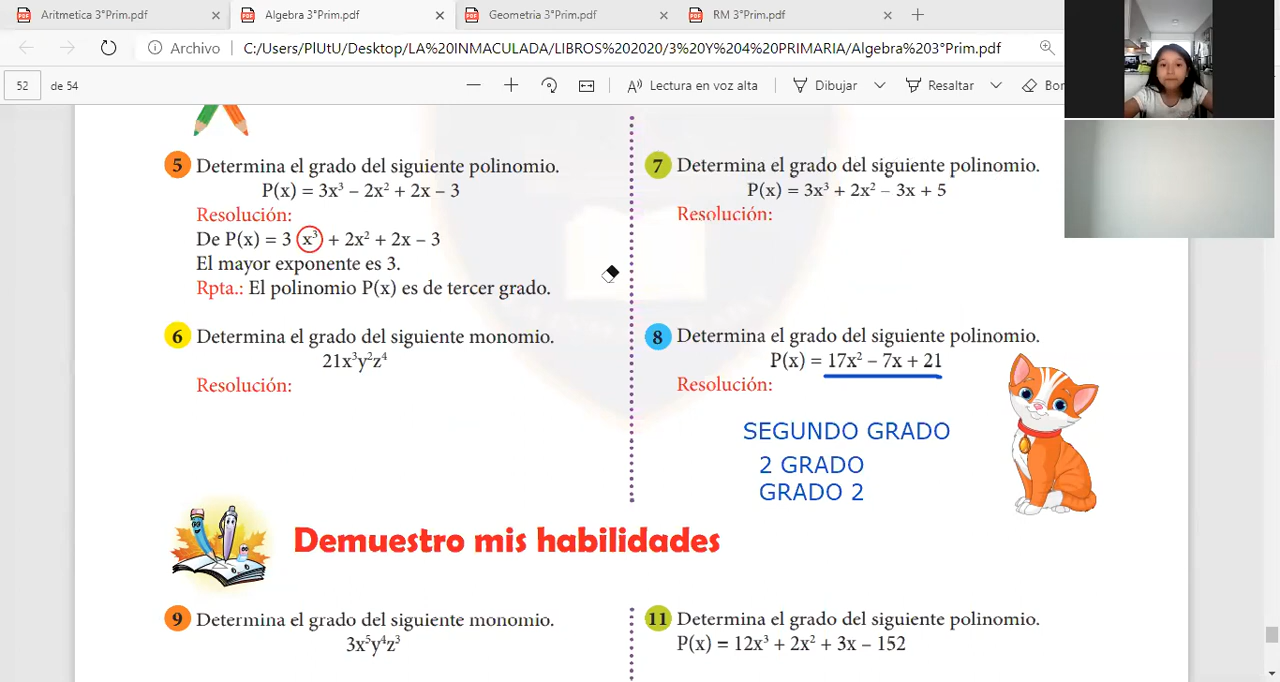 Aritmetica 3°Prim.pdf
Algebra 3°Prim.pdf
Geometria 3°Prim.pdf
RM 3°Prim.pdf
Archivo
C:/Users/PlUtU/Desktop/LA%20INMACULADA/LIBROS%202020/3%20Y%204%20PRIMARIA/Algebra%203°Prim.pdf
52 de 54
Lectura en voz alta
Dibujar
Resaltar
Bor
5 Determina el grado del siguiente polinomio.
P(x) = 3x³ – 2x² + 2x – 3
Resolución:
De P(x) = 3 x³ + 2x² + 2x – 3
El mayor exponente es 3.
Rpta.: El polinomio P(x) es de tercer grado.
6 Determina el grado del siguiente monomio.
21x³y²z⁴
Resolución:
7 Determina el grado del siguiente polinomio.
P(x) = 3x³ + 2x² – 3x + 5
Resolución:
8 Determina el grado del siguiente polinomio.
P(x) = 17x² – 7x + 21
Resolución:
SEGUNDO GRADO
2 GRADO
GRADO 2
Demuestro mis habilidades
9 Determina el grado del siguiente monomio.
3x⁵y⁴z³
11 Determina el grado del siguiente polinomio.
P(x) = 12x³ + 2x² + 3x – 152